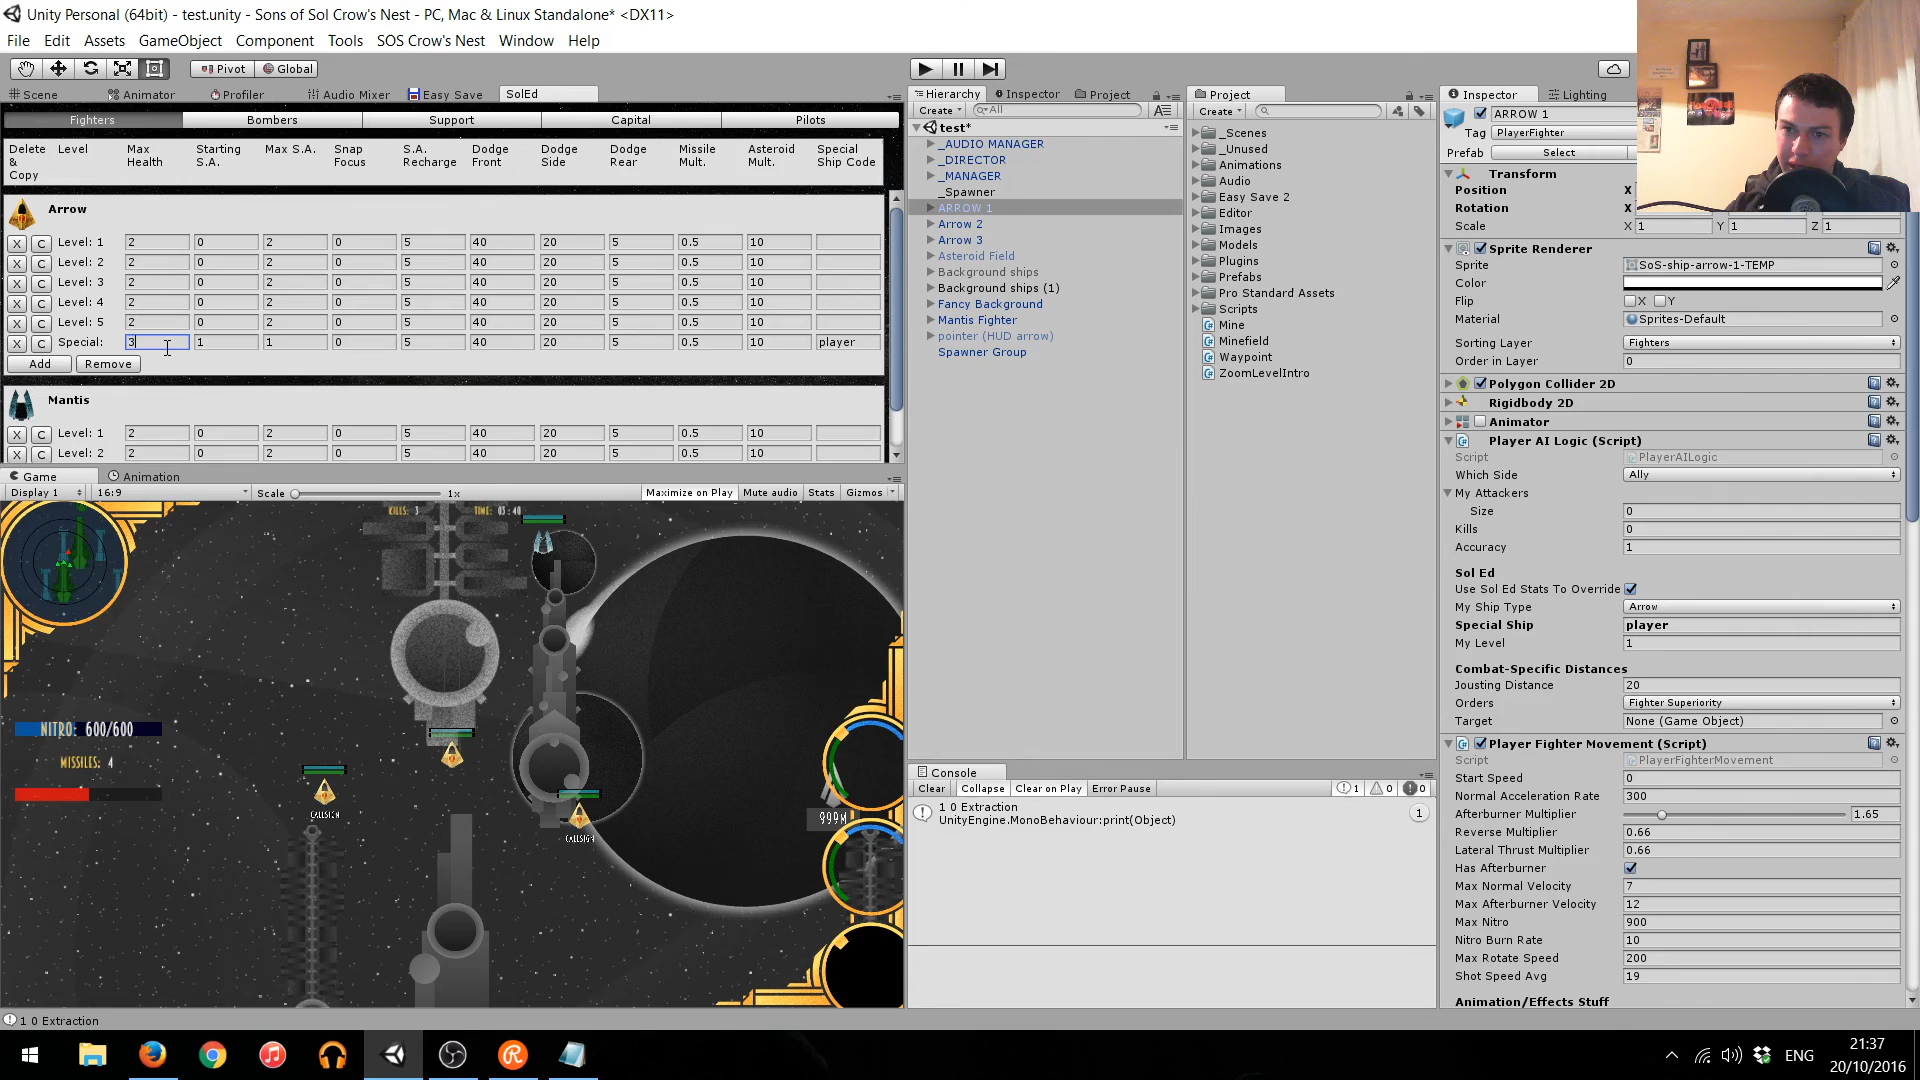 Unity Personal (64bit) - test.unity - Sons of Sol Crow's Nest - PC, Mac & Linux Standalone* <DX11>
File Edit Assets GameObject Component Tools SOS Crow's Nest Window Help
Pivot Global
Scene Animator Profiler Audio Mixer Easy Save SolEd
Fighters Bombers Support Capital Pilots
Delete & Copy Level Max Health Starting S.A. Max S.A. Snap Focus S.A. Recharge Dodge Front Dodge Side Dodge Rear Missile Mult. Asteroid Mult. Special Ship Code
Arrow
X C Level: 1 2 0 2 0 5 40 20 5 0.5 10
X C Level: 2 2 0 2 0 5 40 20 5 0.5 10
X C Level: 3 2 0 2 0 5 40 20 5 0.5 10
X C Level: 4 2 0 2 0 5 40 20 5 0.5 10
X C Level: 5 2 0 2 0 5 40 20 5 0.5 10
X C Special: 3 1 1 0 5 40 20 5 0.5 10 player
Add Remove
Mantis
X C Level: 1 2 0 2 0 5 40 20 5 0.5 10
X C Level: 2 2 0 2 0 5 40 20 5 0.5 10
Game Animation
Display 1 16:9 Scale 1x Maximize on Play Mute audio Stats Gizmos
KILLS: 3 TIME: 03:40
NITRO: 600/600
MISSILES: 4
CALLSIGN
CALLSIGN
999M
Hierarchy Inspector Project
Create All
test*
_AUDIO MANAGER
_DIRECTOR
_MANAGER
_Spawner
ARROW 1
Arrow 2
Arrow 3
Asteroid Field
Background ships
Background ships (1)
Fancy Background
Mantis Fighter
pointer (HUD arrow)
Spawner Group
Project
Create
_Scenes
_Unused
Animations
Audio
Easy Save 2
Editor
Images
Models
Plugins
Prefabs
Pro Standard Assets
Scripts
Mine
Minefield
Waypoint
ZoomLevelIntro
Console
Clear Collapse Clear on Play Error Pause 1 0 0
1 0 Extraction
UnityEngine.MonoBehaviour:print(Object)
1
Inspector Lighting
ARROW 1
Tag PlayerFighter
Prefab Select
Transform
Position X
Rotation X
Scale X 1 Y 1 Z 1
Sprite Renderer
Sprite SoS-ship-arrow-1-TEMP
Color
Flip X Y
Material Sprites-Default
Sorting Layer Fighters
Order in Layer 0
Polygon Collider 2D
Rigidbody 2D
Animator
Player AI Logic (Script)
Script PlayerAILogic
Which Side Ally
My Attackers
Size 0
Kills 0
Accuracy 1
Sol Ed
Use Sol Ed Stats To Override
My Ship Type Arrow
Special Ship player
My Level 1
Combat-Specific Distances
Jousting Distance 20
Orders Fighter Superiority
Target None (Game Object)
Player Fighter Movement (Script)
Script PlayerFighterMovement
Start Speed 0
Normal Acceleration Rate 300
Afterburner Multiplier 1.65
Reverse Multiplier 0.66
Lateral Thrust Multiplier 0.66
Has Afterburner
Max Normal Velocity 7
Max Afterburner Velocity 12
Max Nitro 900
Nitro Burn Rate 10
Max Rotate Speed 200
Shot Speed Avg 19
Animation/Effects Stuff
1 0 Extraction
ENG 21:37
20/10/2016